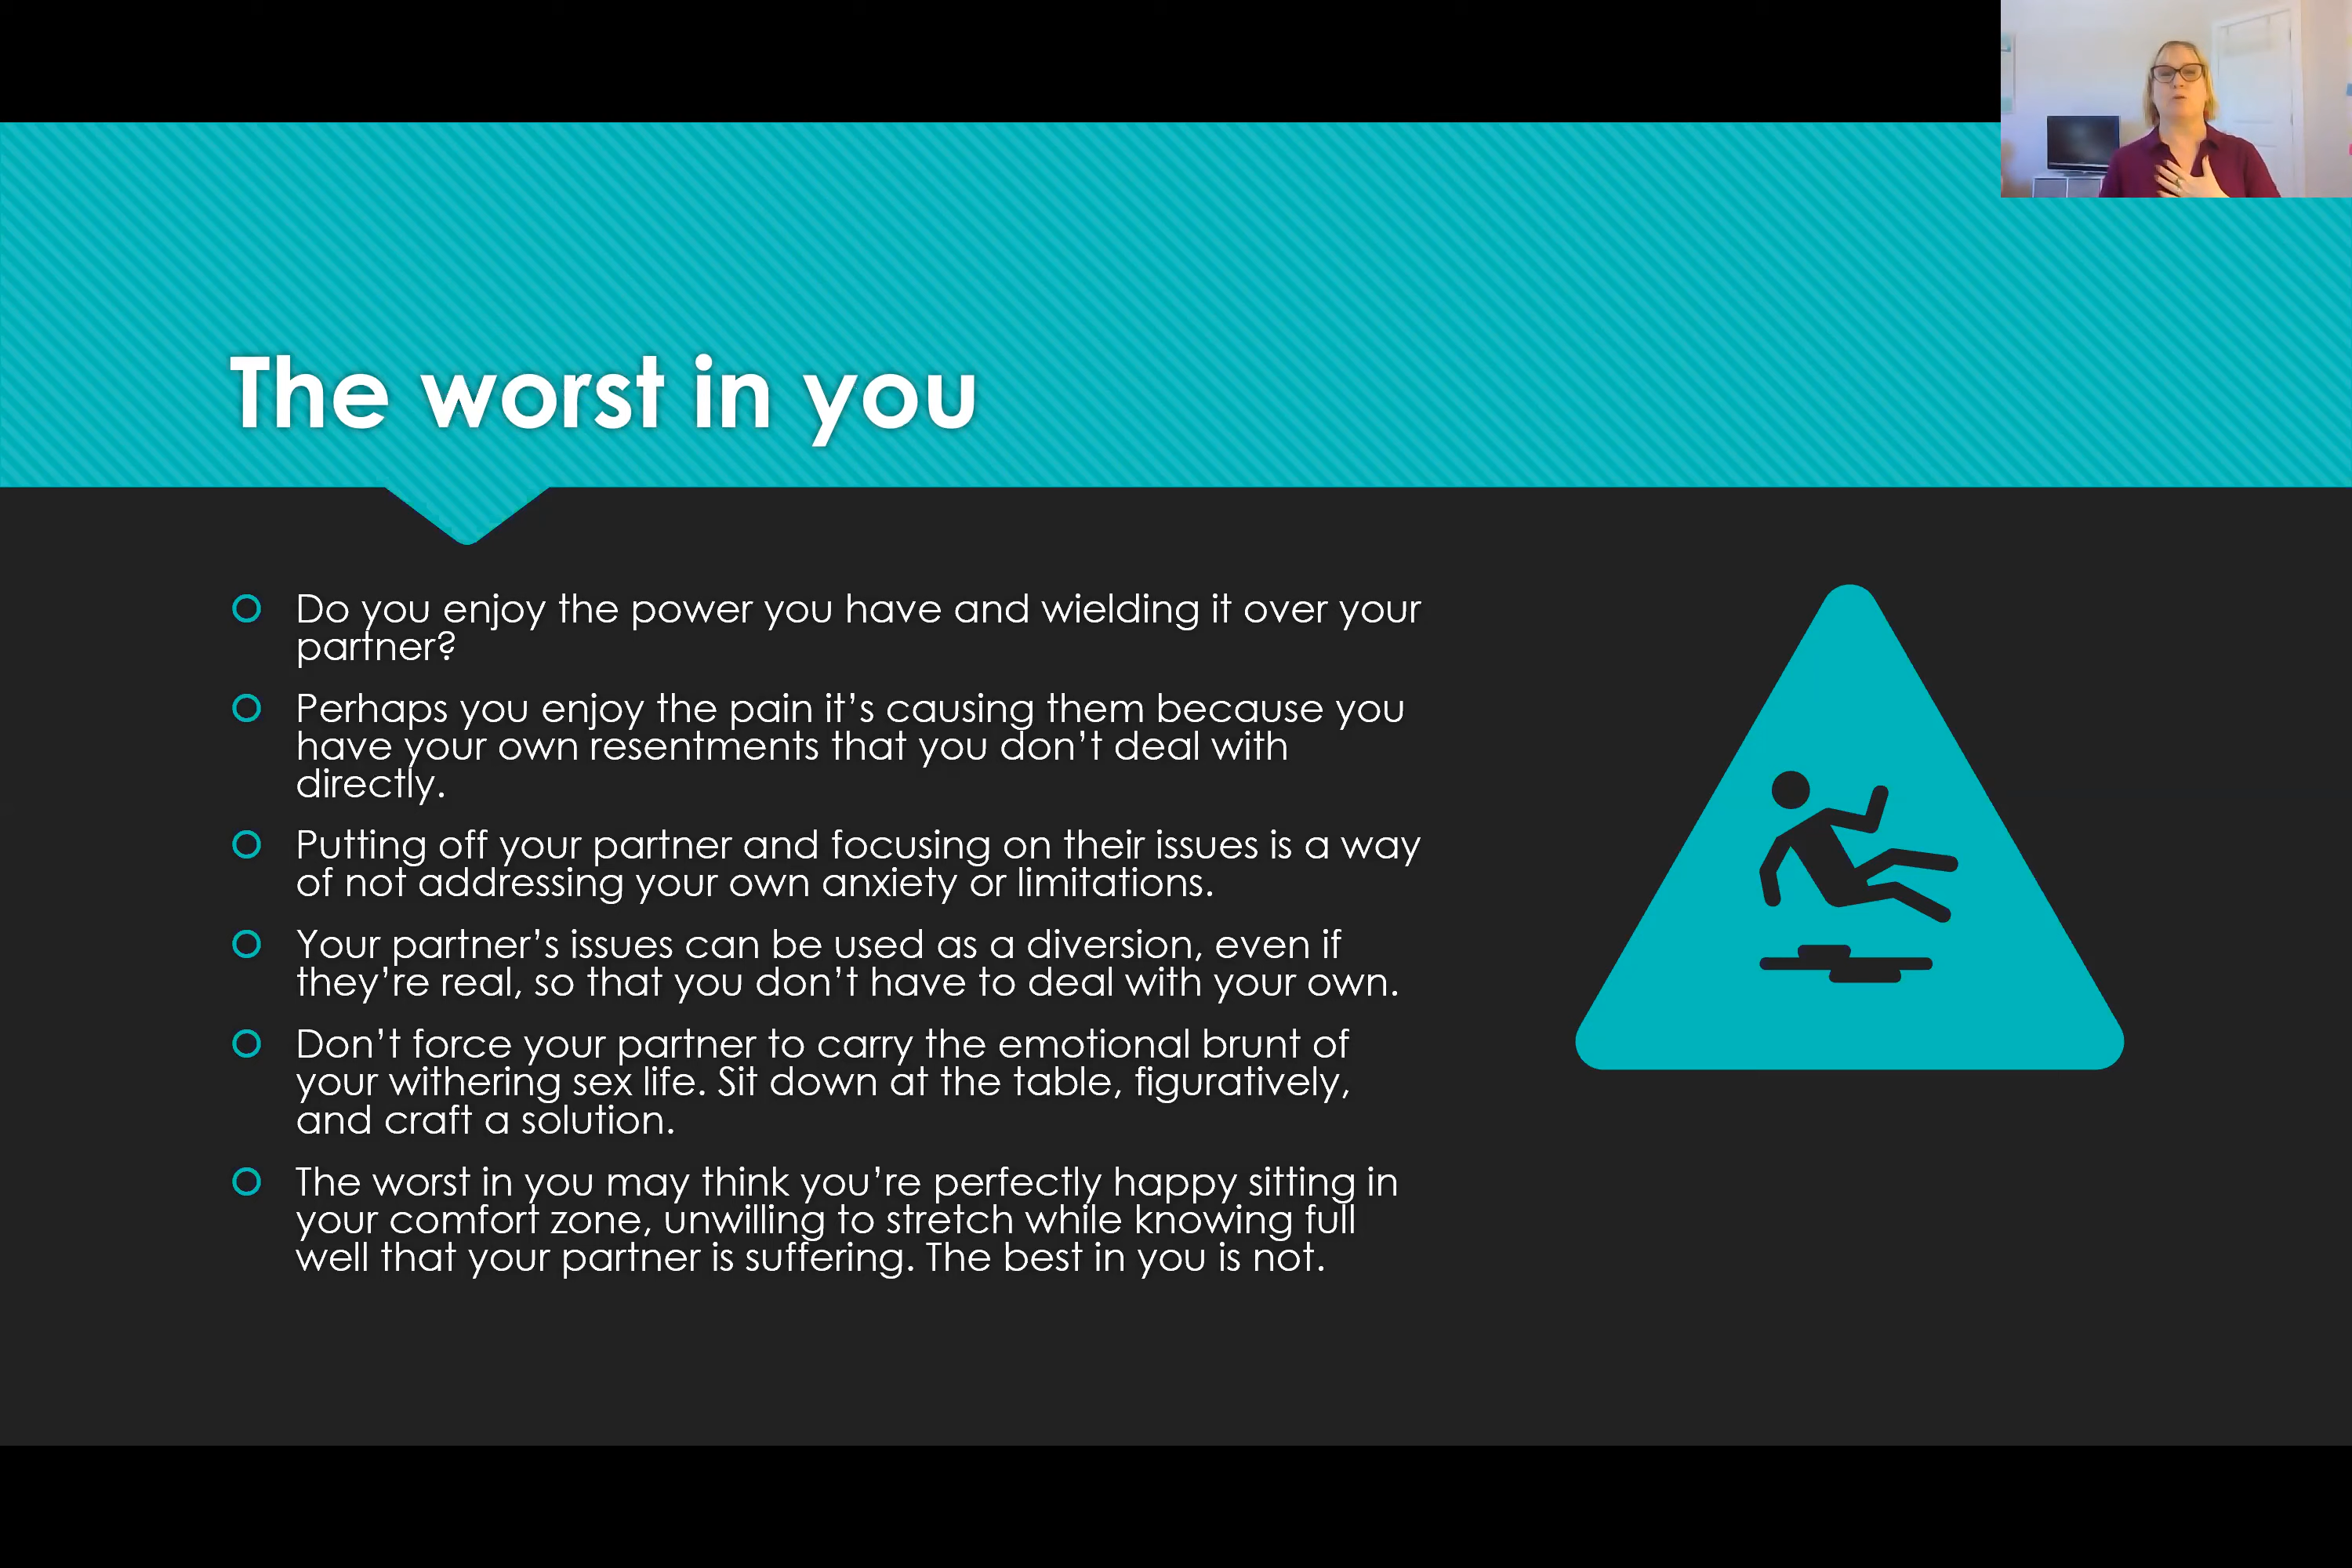 The worst in you
Do you enjoy the power you have and wielding it over your
partner?
Perhaps you enjoy the pain it’s causing them because you
have your own resentments that you don’t deal with
directly.
Putting off your partner and focusing on their issues is a way
of not addressing your own anxiety or limitations.
Your partner’s issues can be used as a diversion, even if
they’re real, so that you don’t have to deal with your own.
Don’t force your partner to carry the emotional brunt of
your withering sex life. Sit down at the table, figuratively,
and craft a solution.
The worst in you may think you’re perfectly happy sitting in
your comfort zone, unwilling to stretch while knowing full
well that your partner is suffering. The best in you is not.